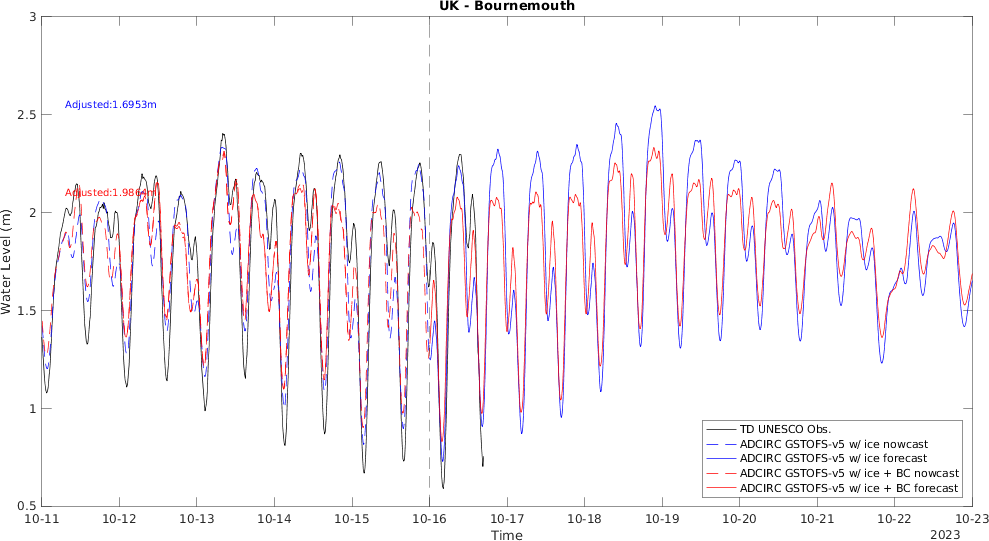 UK - Bournemouth
3
2.5
2
1.5
1
0.5
Water Level (m)
Adjusted:1.6953m
Adjusted:1.9864m
TD UNESCO Obs.
ADCIRC GSTOFS-v5 w/ ice nowcast
ADCIRC GSTOFS-v5 w/ ice forecast
ADCIRC GSTOFS-v5 w/ ice + BC nowcast
ADCIRC GSTOFS-v5 w/ ice + BC forecast
10-11 10-12 10-13 10-14 10-15 10-16 10-17 10-18 10-19 10-20 10-21 10-22 10-23
Time
2023